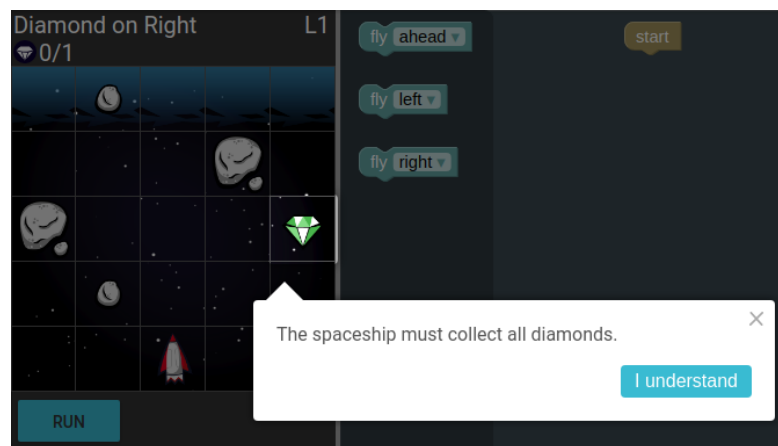 Diamond on Right L1
0/1
fly ahead
fly left
fly right
start
The spaceship must collect all diamonds.
I understand
RUN